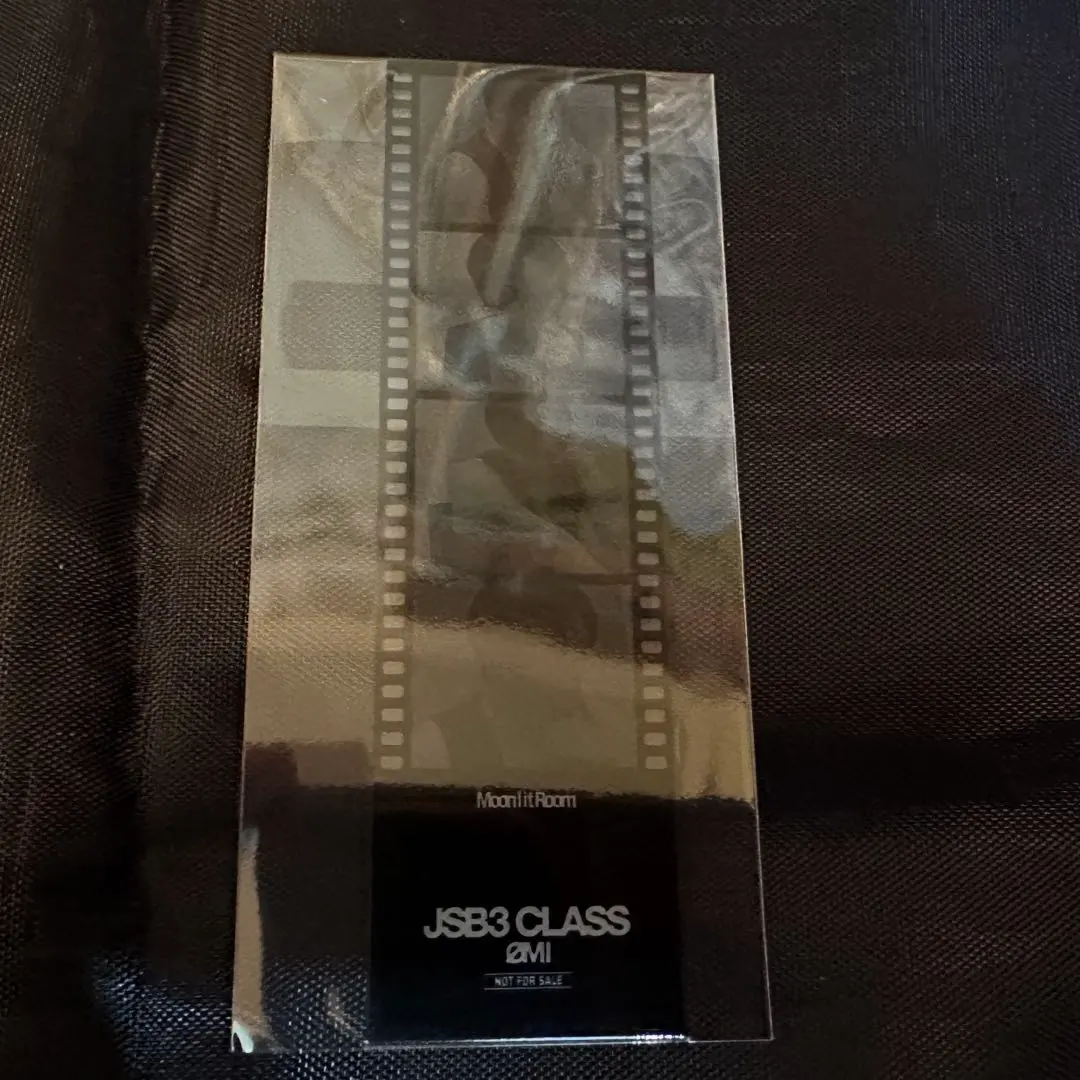 Moonlit Room
JSB3 CLASS
ØMI
NOT FOR SALE